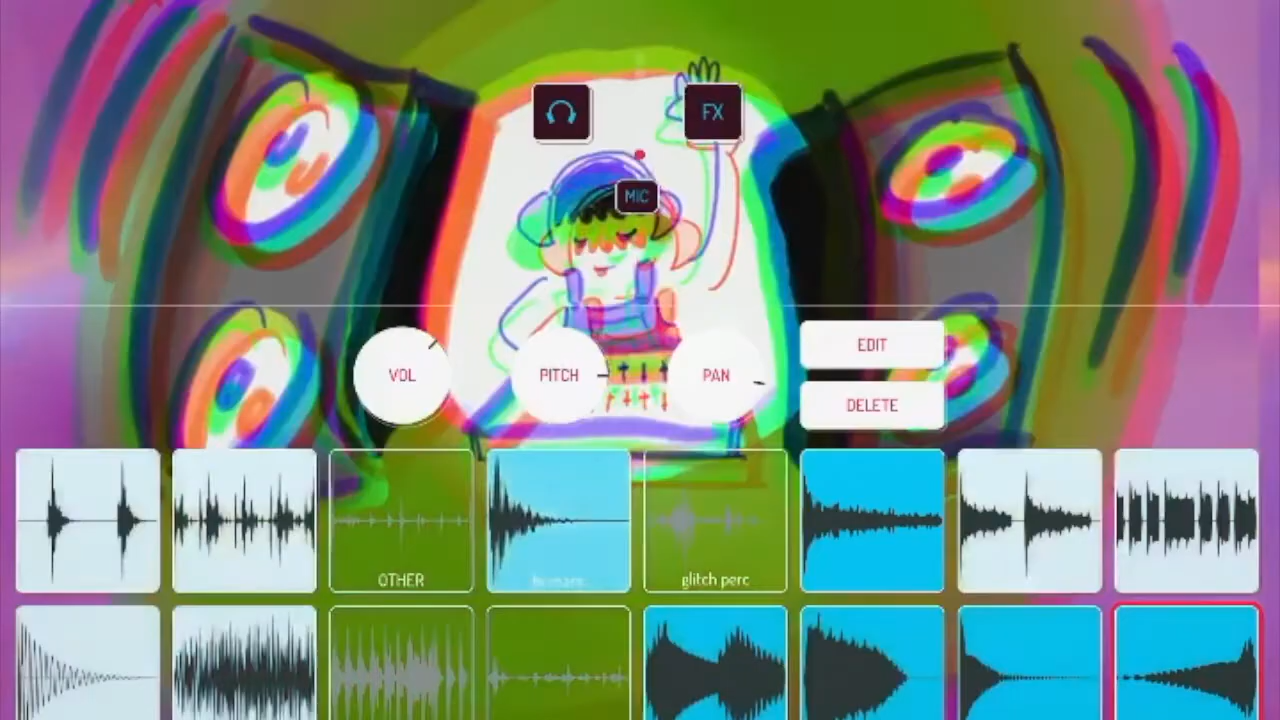 FX
MIC
VOL
PITCH
PAN
EDIT
DELETE
OTHER
glitch perc